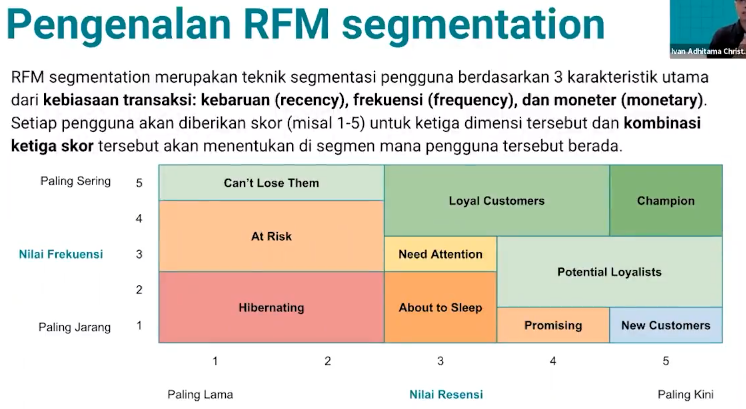 Pengenalan RFM segmentation
Ivan Adhitama Christ...
RFM segmentation merupakan teknik segmentasi pengguna berdasarkan 3 karakteristik utama
dari kebiasaan transaksi: kebaruan (recency), frekuensi (frequency), dan moneter (monetary).
Setiap pengguna akan diberikan skor (misal 1-5) untuk ketiga dimensi tersebut dan kombinasi
ketiga skor tersebut akan menentukan di segmen mana pengguna tersebut berada.
Paling Sering 5 Can't Lose Them Loyal Customers Champion
4
At Risk
Nilai Frekuensi 3 Need Attention Potential Loyalists
2
Hibernating About to Sleep
Paling Jarang 1 Promising New Customers
1 2 3 4 5
Paling Lama Nilai Resensi Paling Kini